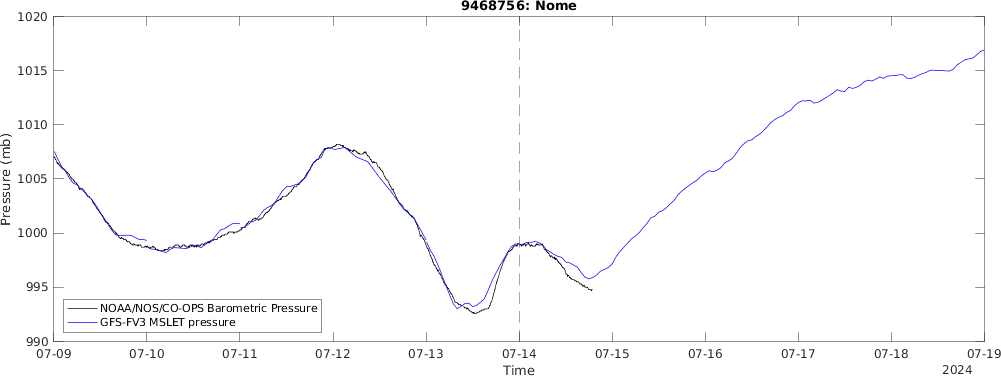 9468756: Nome
1020
1015
1010
1005
1000
995
990
Pressure (mb)
NOAA/NOS/CO-OPS Barometric Pressure
GFS-FV3 MSLET pressure
07-09 07-10 07-11 07-12 07-13 07-14 07-15 07-16 07-17 07-18 07-19
Time
2024